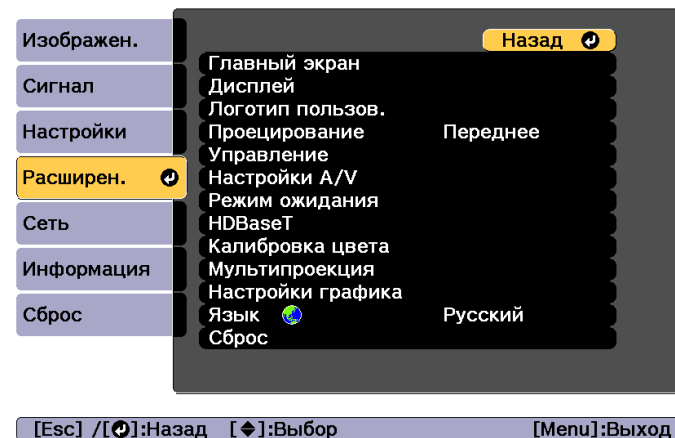 Изображен.
Сигнал
Настройки
Расширен.
Сеть
Информация
Сброс
Назад
Главный экран
Дисплей
Логотип пользов.
Проецирование Переднее
Управление
Настройки A/V
Режим ожидания
HDBaseT
Калибровка цвета
Мультипроекция
Настройки графика
Язык Русский
Сброс
[Esc] /[]:Назад []:Выбор [Menu]:Выход